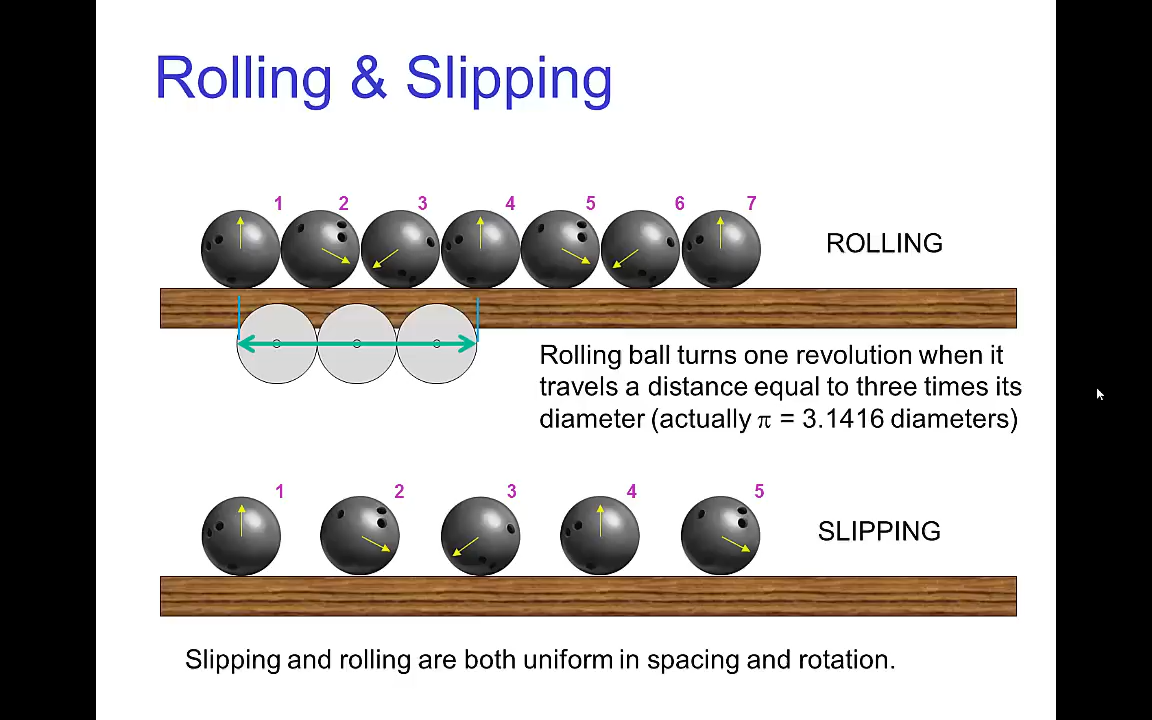 Rolling & Slipping
1 2 3 4 5 6 7
ROLLING
Rolling ball turns one revolution when it
travels a distance equal to three times its
diameter (actually π = 3.1416 diameters)
1 2 3 4 5
SLIPPING
Slipping and rolling are both uniform in spacing and rotation.